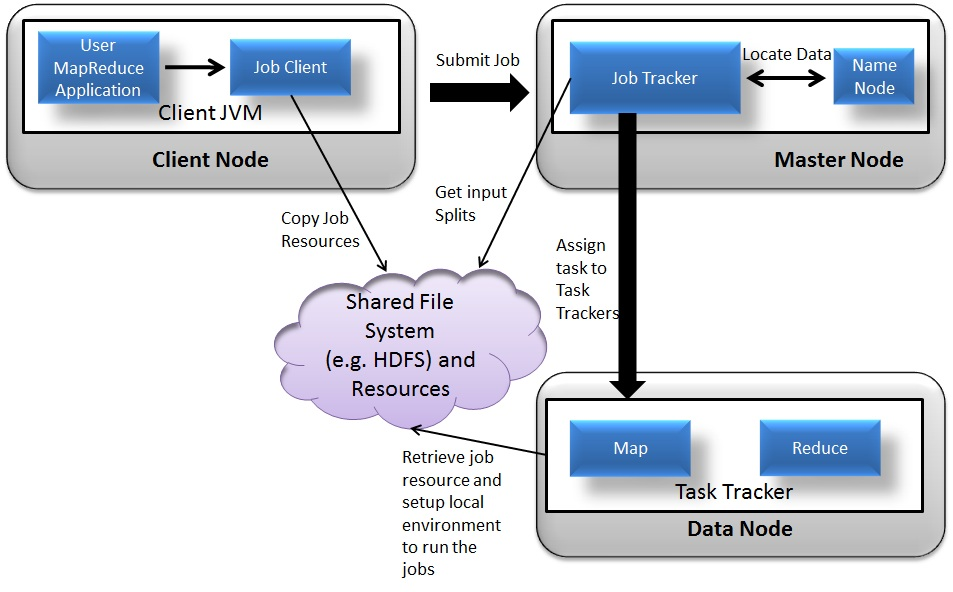 User
MapReduce
Application
Job Client
Client JVM
Client Node
Submit Job
Job Tracker
Locate Data
Name
Node
Master Node
Copy Job
Resources
Get input
Splits
Assign
task to
Task
Trackers
Shared File
System
(e.g. HDFS) and
Resources
Map
Reduce
Task Tracker
Data Node
Retrieve job
resource and
setup local
environment
to run the
jobs